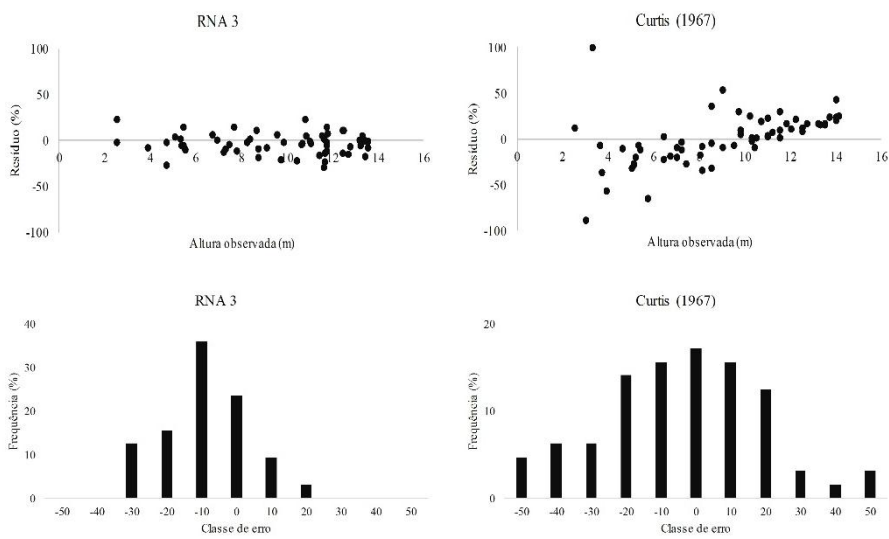 RNA 3
100
50
0
-50
-100
0 2 4 6 8 10 12 14 16
Resíduo (%)
Altura observada (m)
Curtis (1967)
100
50
0
-50
-100
0 2 4 6 8 10 12 14 16
Resíduo (%)
Altura observada (m)
RNA 3
40
30
20
10
0
-50 -40 -30 -20 -10 0 10 20 30 40 50
Frequência (%)
Classe de erro
Curtis (1967)
20
10
0
-50 -40 -30 -20 -10 0 10 20 30 40 50
Frequência (%)
Classe de erro